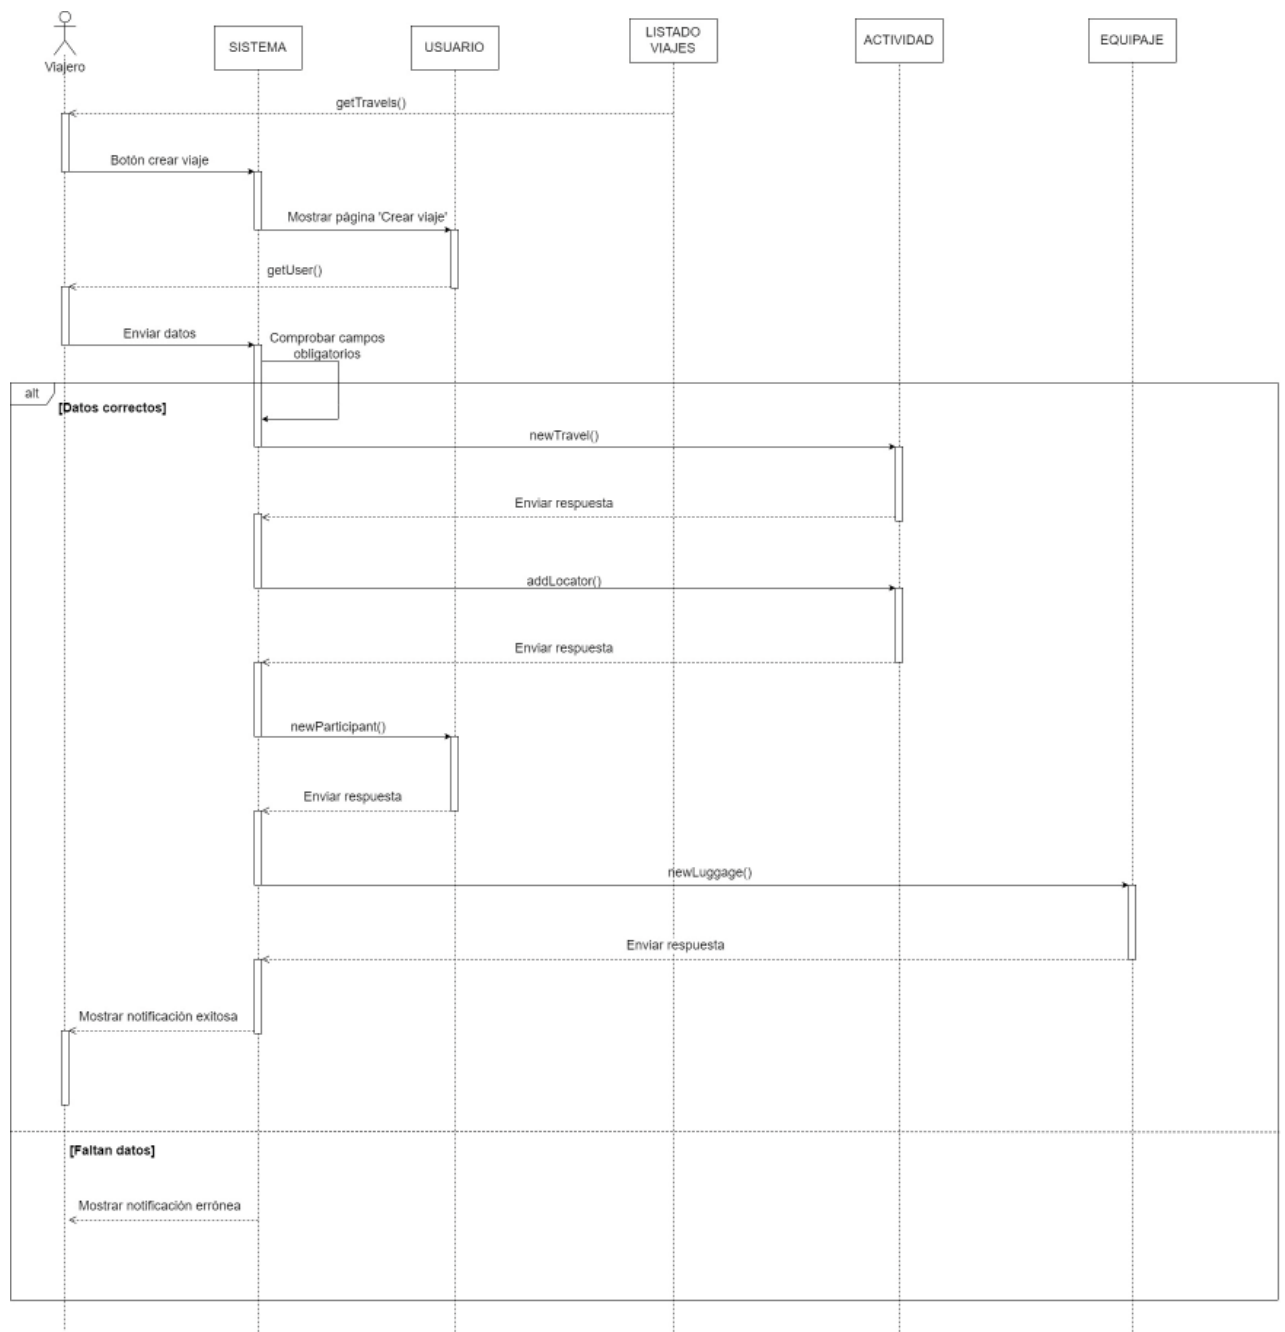 Viajero
SISTEMA
USUARIO
LISTADO
VIAJES
ACTIVIDAD
EQUIPAJE
getTravels()
Botón crear viaje
Mostrar página 'Crear viaje'
getUser()
Enviar datos
Comprobar campos
obligatorios
alt
[Datos correctos]
newTravel()
Enviar respuesta
addLocator()
Enviar respuesta
newParticipant()
Enviar respuesta
newLuggage()
Enviar respuesta
Mostrar notificación exitosa
[Faltan datos]
Mostrar notificación errónea